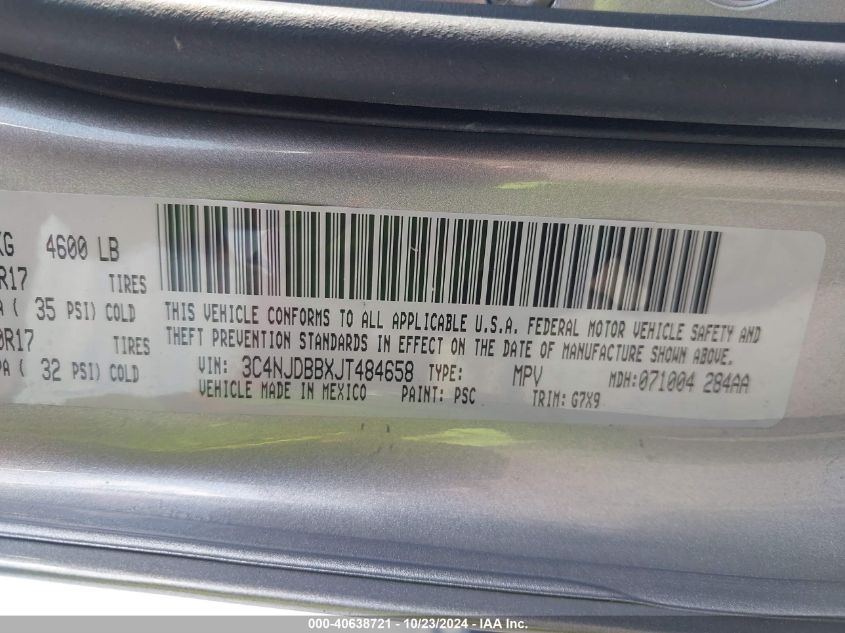 KG 4600 LB
R17 TIRES
A ( 35 PSI) COLD
0R17 TIRES
PA ( 32 PSI) COLD
THIS VEHICLE CONFORMS TO ALL APPLICABLE U.S.A. FEDERAL MOTOR VEHICLE SAFETY AND
THEFT PREVENTION STANDARDS IN EFFECT ON THE DATE OF MANUFACTURE SHOWN ABOVE.
VIN: 3C4NJDBBXJT484658 TYPE: MPV MDH:071004 284AA
VEHICLE MADE IN MEXICO PAINT: PSC TRIM: G7X9
000-40638721 - 10/23/2024 - IAA Inc.